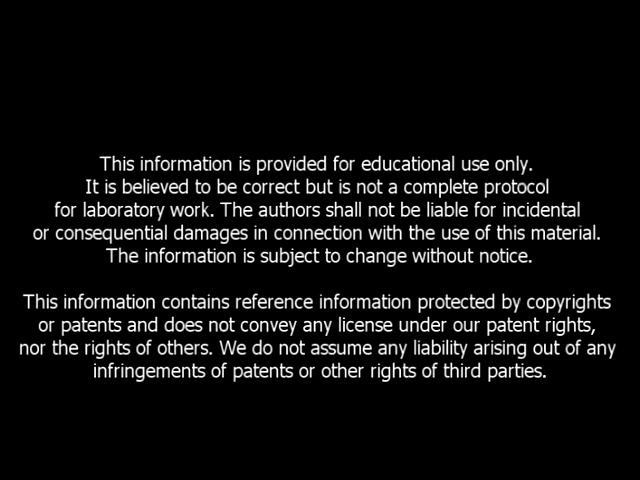 This information is provided for educational use only.
It is believed to be correct but is not a complete protocol
for laboratory work. The authors shall not be liable for incidental
or consequential damages in connection with the use of this material.
The information is subject to change without notice.
This information contains reference information protected by copyrights
or patents and does not convey any license under our patent rights,
nor the rights of others. We do not assume any liability arising out of any
infringements of patents or other rights of third parties.